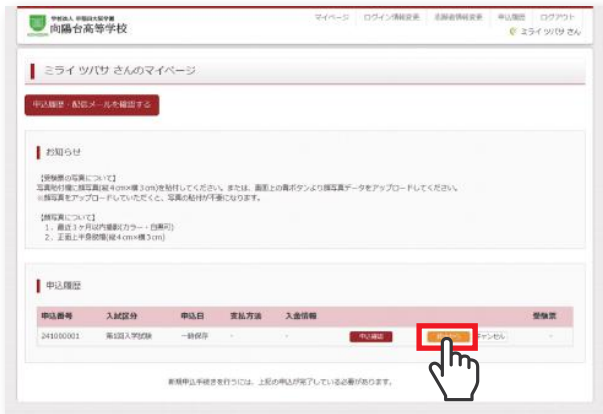 向陽台高等学校
マイページ ログイン情報変更 志願者情報変更 申込履歴 ログアウト
ミライ ツバサ さん
ミライ ツバサ さんのマイページ
申込履歴・配信メールを確認する
お知らせ
【受験票の写真について】
写真貼付欄に顔写真(縦4cm×横3cm)を貼付してください。または、画面上の青ボタンより顔写真データをアップロードしてください。
※顔写真をアップロードしていただくと、写真の貼付が不要になります。
【顔写真について】
1. 最近3ヶ月以内撮影(カラー・白黒可)
2. 正面上半身脱帽(縦4cm×横3cm)
申込履歴
申込番号 入試区分 申込日 支払方法 入金情報 受験票
241000001 第1回入学試験 一時保存 - - 申込確認 キャンセル -
新規申込手続きを行うには、上記の申込が完了している必要があります。